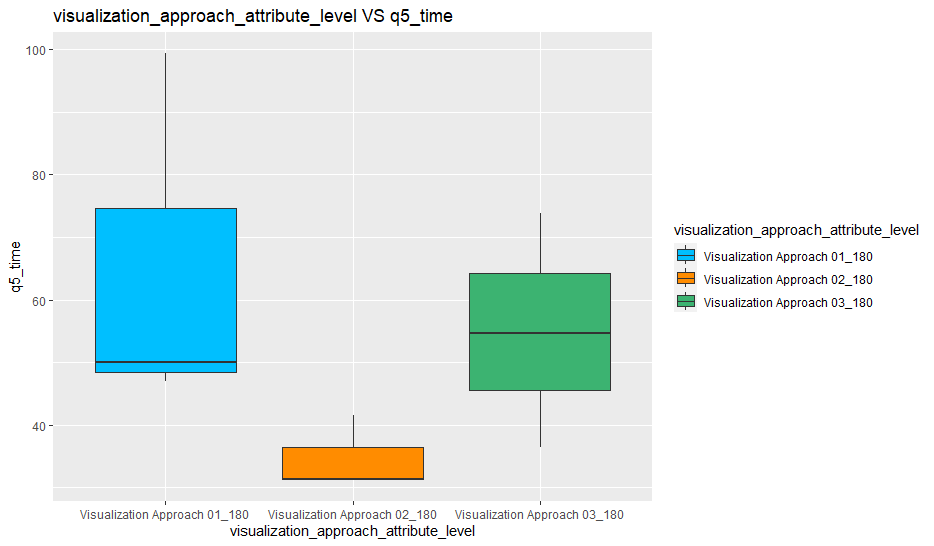 visualization_approach_attribute_level VS q5_time
100
80
60
40
q5_time
Visualization Approach 01_180 Visualization Approach 02_180 Visualization Approach 03_180
visualization_approach_attribute_level
visualization_approach_attribute_level
Visualization Approach 01_180
Visualization Approach 02_180
Visualization Approach 03_180